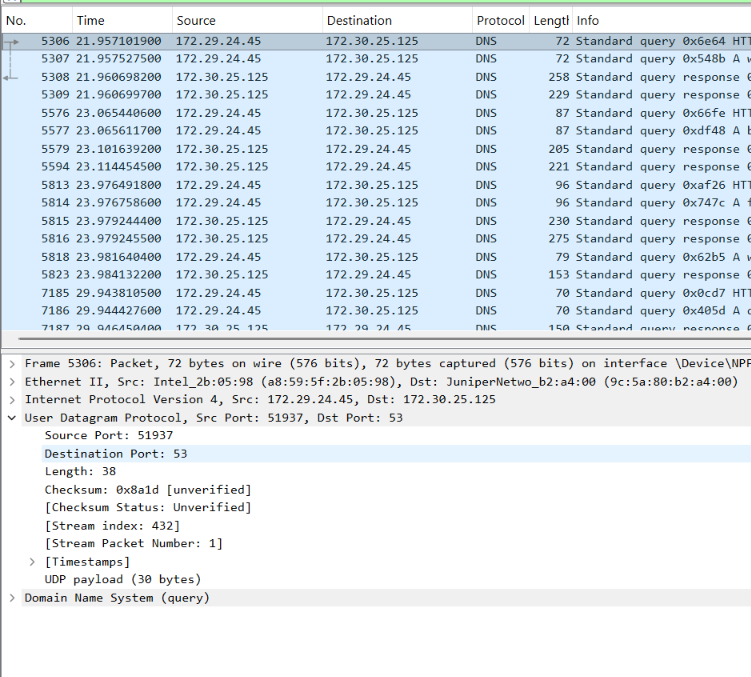 No. Time Source Destination Protocol Length Info
5306 21.957101900 172.29.24.45 172.30.25.125 DNS 72 Standard query 0x6e64 HTT
5307 21.957527500 172.29.24.45 172.30.25.125 DNS 72 Standard query 0x548b A w
5308 21.960698200 172.30.25.125 172.29.24.45 DNS 258 Standard query response 0
5309 21.960699700 172.30.25.125 172.29.24.45 DNS 229 Standard query response 0
5576 23.065440600 172.29.24.45 172.30.25.125 DNS 87 Standard query 0x66fe HTT
5577 23.065611700 172.29.24.45 172.30.25.125 DNS 87 Standard query 0xdf48 A b
5579 23.101639200 172.30.25.125 172.29.24.45 DNS 205 Standard query response 0
5594 23.114454500 172.30.25.125 172.29.24.45 DNS 221 Standard query response 0
5813 23.976491800 172.29.24.45 172.30.25.125 DNS 96 Standard query 0xaf26 HTT
5814 23.976758600 172.29.24.45 172.30.25.125 DNS 96 Standard query 0x747c A f
5815 23.979244400 172.30.25.125 172.29.24.45 DNS 230 Standard query response 0
5816 23.979245500 172.30.25.125 172.29.24.45 DNS 275 Standard query response 0
5818 23.981640400 172.29.24.45 172.30.25.125 DNS 79 Standard query 0x62b5 A w
5823 23.984132200 172.30.25.125 172.29.24.45 DNS 153 Standard query response 0
7185 29.943810500 172.29.24.45 172.30.25.125 DNS 70 Standard query 0x0cd7 HTT
7186 29.944427600 172.29.24.45 172.30.25.125 DNS 70 Standard query 0x405d A c
7187 29.946450400 172.30.25.125 172.29.24.45 DNS 150 Standard query response 0
Frame 5306: Packet, 72 bytes on wire (576 bits), 72 bytes captured (576 bits) on interface \Device\NPF
Ethernet II, Src: Intel_2b:05:98 (a8:59:5f:2b:05:98), Dst: JuniperNetwo_b2:a4:00 (9c:5a:80:b2:a4:00)
Internet Protocol Version 4, Src: 172.29.24.45, Dst: 172.30.25.125
User Datagram Protocol, Src Port: 51937, Dst Port: 53
Source Port: 51937
Destination Port: 53
Length: 38
Checksum: 0x8a1d [unverified]
[Checksum Status: Unverified]
[Stream index: 432]
[Stream Packet Number: 1]
[Timestamps]
UDP payload (30 bytes)
Domain Name System (query)